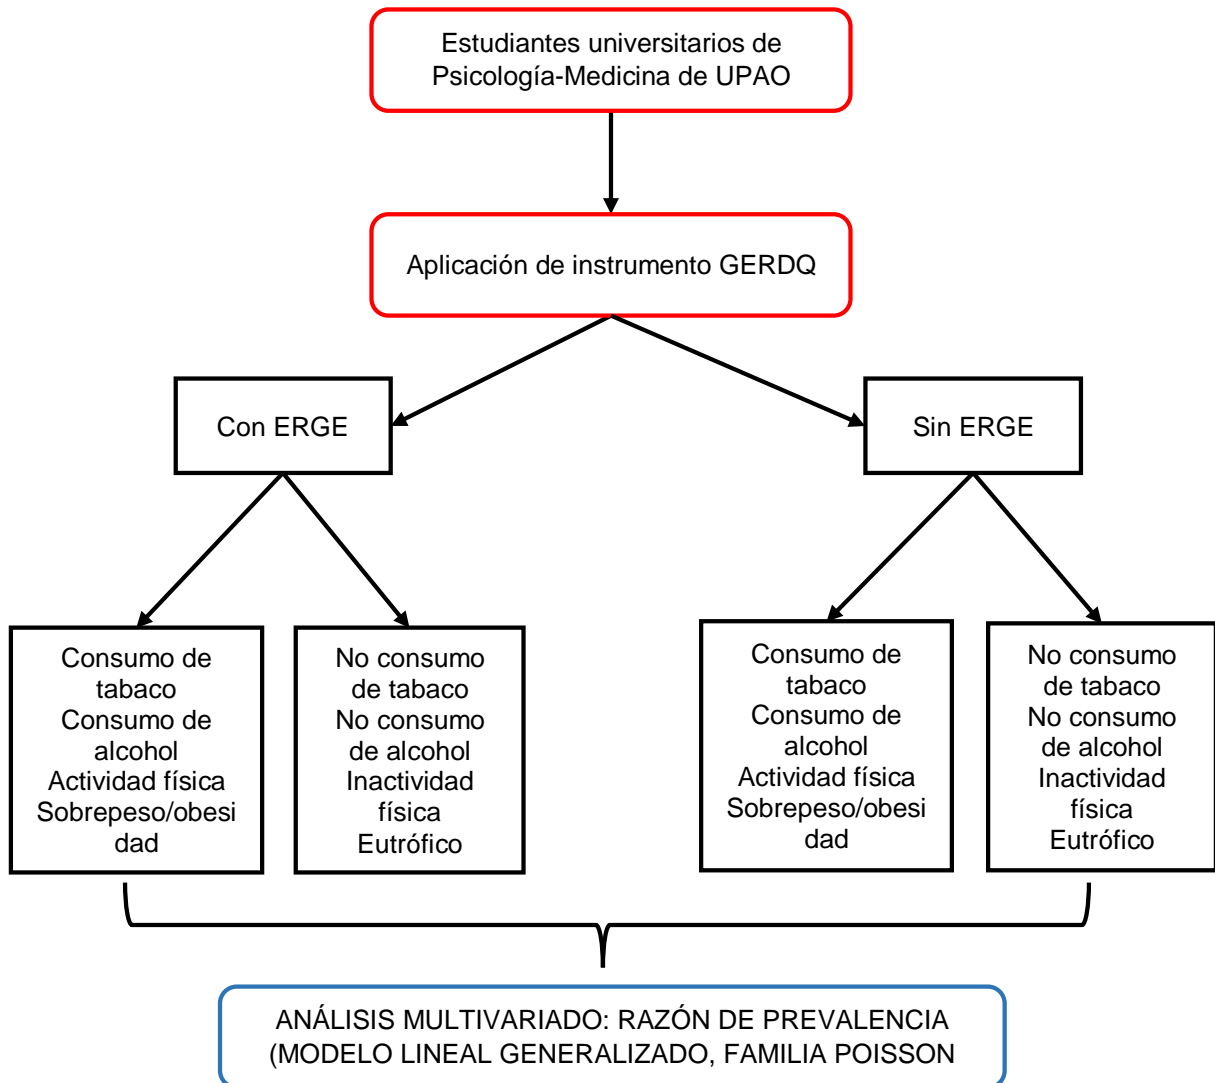 Estudiantes universitarios de
Psicología-Medicina de UPAO
Aplicación de instrumento GERDQ
Con ERGE
Sin ERGE
Consumo de
tabaco
Consumo de
alcohol
Actividad física
Sobrepeso/obesi
dad
No consumo
de tabaco
No consumo
de alcohol
Inactividad
física
Eutrófico
Consumo de
tabaco
Consumo de
alcohol
Actividad física
Sobrepeso/obesi
dad
No consumo
de tabaco
No consumo
de alcohol
Inactividad
física
Eutrófico
ANÁLISIS MULTIVARIADO: RAZÓN DE PREVALENCIA
(MODELO LINEAL GENERALIZADO, FAMILIA POISSON